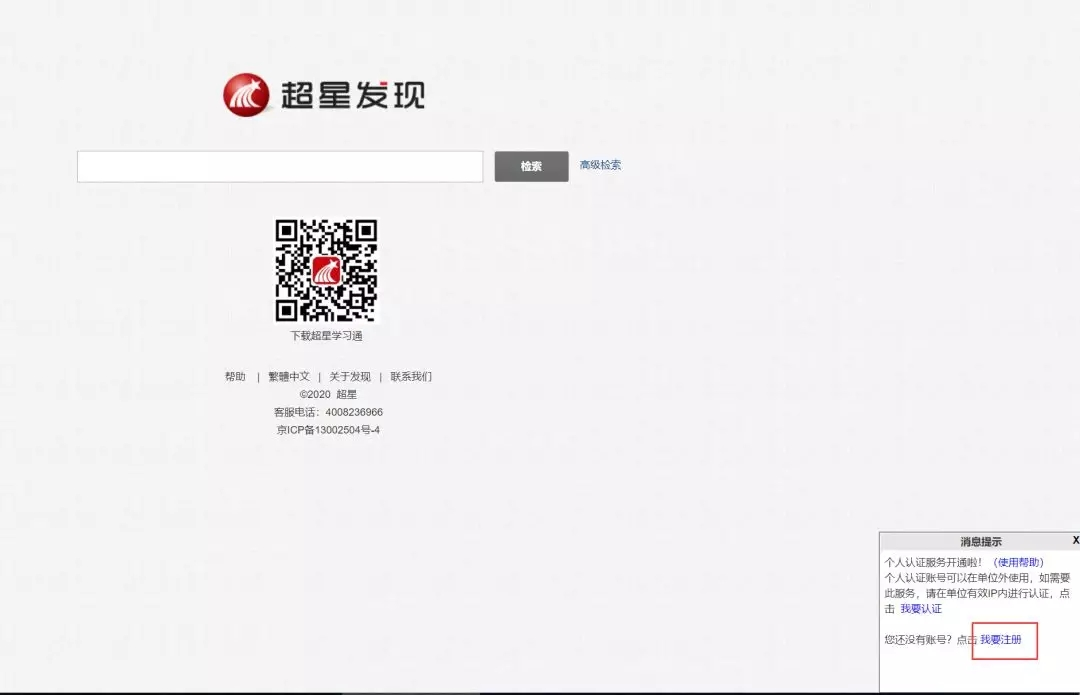 超星发现
检索 高级检索
下载超星学习通
帮助 | 繁體中文 | 关于发现 | 联系我们
©2020 超星
客服电话：4008236966
京ICP备13002504号-4
消息提示 X
个人认证服务开通啦！（使用帮助）
个人认证账号可以在单位外使用，如需要
此服务，请在单位有效IP内进行认证，点
击 我要认证
您还没有账号？点击 我要注册